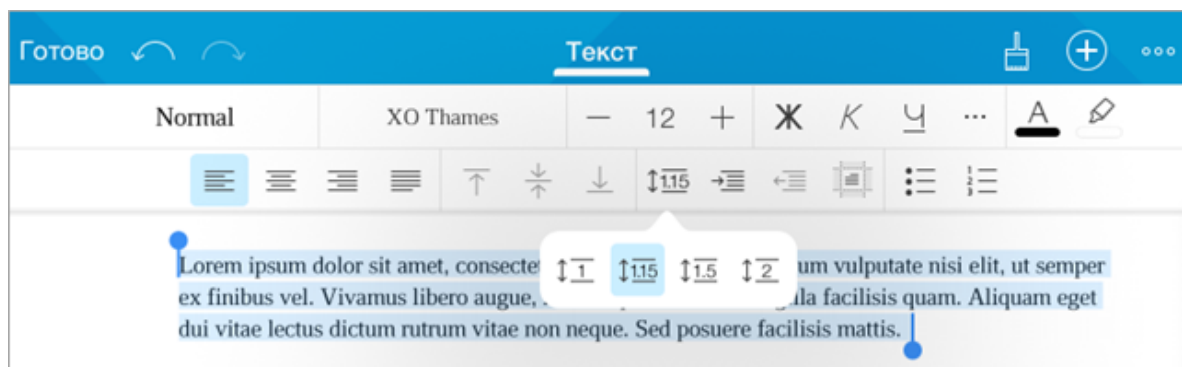 Готово Текст
Normal XO Thames 12 Ж К Ч ... А
1.15
1 1.15 1.5 2
Lorem ipsum dolor sit amet, um vulputate nisi elit, ut semper
ex finibus vel. Vivamus libero augue, facilisis quam. Aliquam eget
dui vitae lectus dictum rutrum vitae non neque. Sed posuere facilisis mattis.